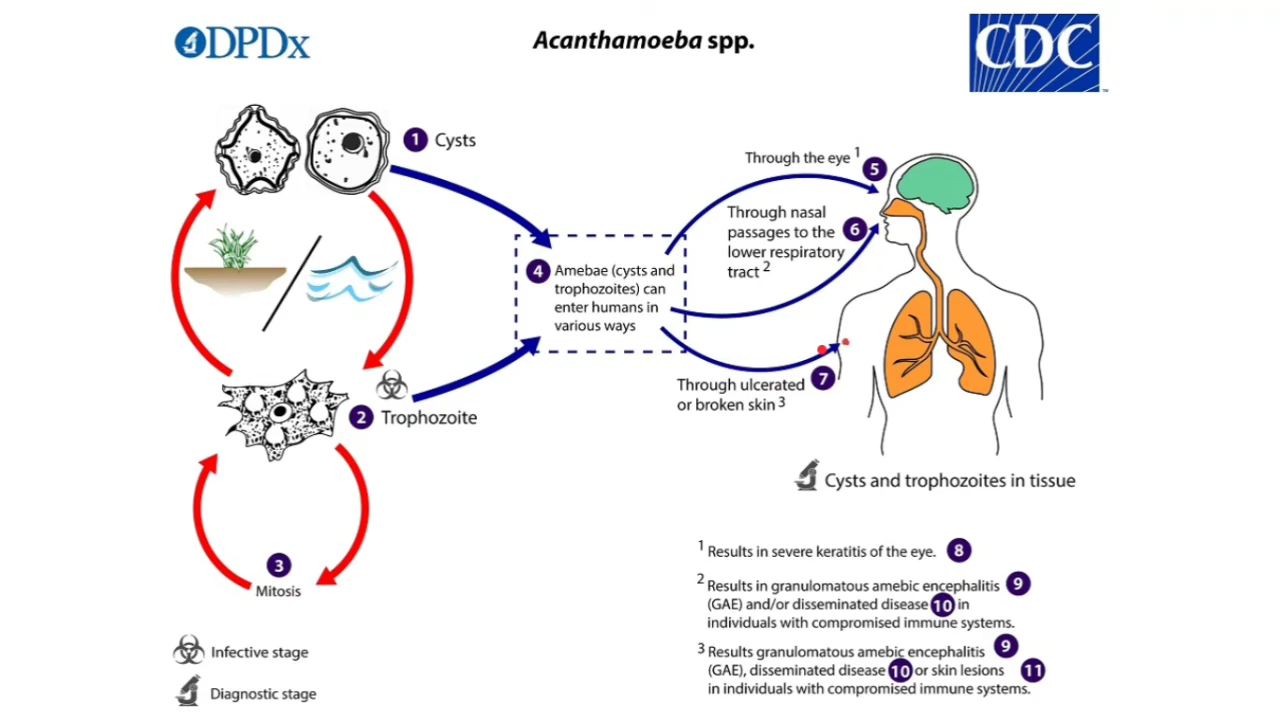 DPDx
Acanthamoeba spp.
CDC
™
1 Cysts
Through the eye 1
5
Through nasal
passages to the
lower respiratory
tract 2
6
4 Amebae (cysts and
trophozoites) can
enter humans in
various ways
2 Trophozoite
Through ulcerated
or broken skin 3
7
Cysts and trophozoites in tissue
3
Mitosis
1 Results in severe keratitis of the eye. 8
2 Results in granulomatous amebic encephalitis 9
(GAE) and/or disseminated disease 10 in
individuals with compromised immune systems.
3 Results granulomatous amebic encephalitis 9
(GAE), disseminated disease 10 or skin lesions 11
in individuals with compromised immune systems.
Infective stage
Diagnostic stage